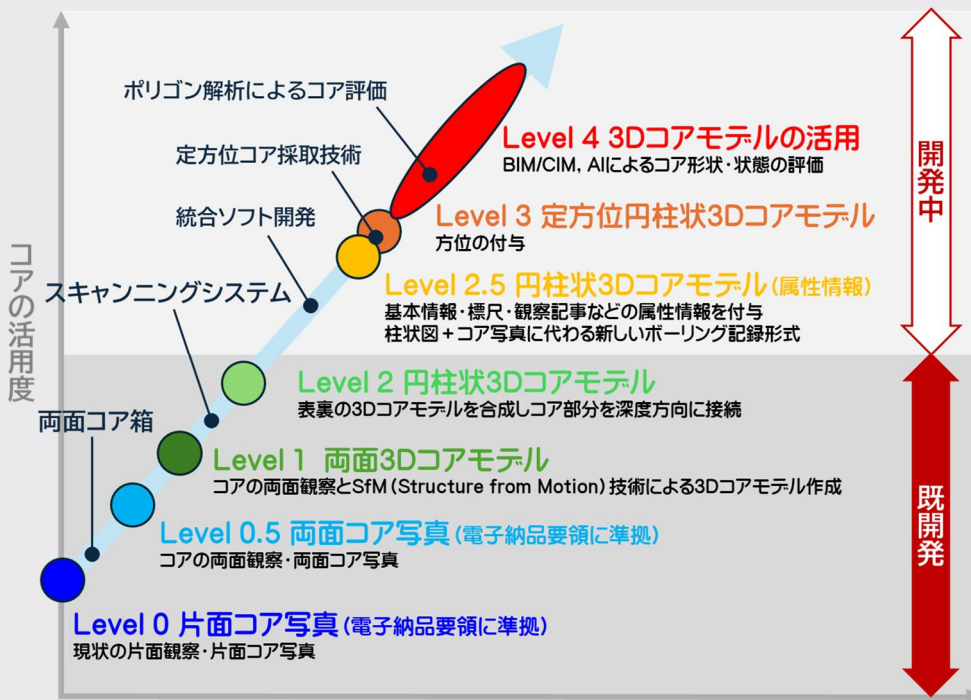 ポリゴン解析によるコア評価
Level 4 3Dコアモデルの活用
BIM/CIM, AIによるコア形状・状態の評価
定方位コア採取技術
統合ソフト開発
Level 3 定方位円柱状3Dコアモデル
方位の付与
開発中
コアの活用度
スキャンニングシステム
Level 2.5 円柱状3Dコアモデル(属性情報)
基本情報・標尺・観察記事などの属性情報を付与
柱状図+コア写真に代わる新しいボーリング記録形式
Level 2 円柱状3Dコアモデル
表裏の3Dコアモデルを合成しコア部分を深度方向に接続
両面コア箱
Level 1 両面3Dコアモデル
コアの両面観察とSfM(Structure from Motion)技術による3Dコアモデル作成
既開発
Level 0.5 両面コア写真(電子納品要領に準拠)
コアの両面観察・両面コア写真
Level 0 片面コア写真(電子納品要領に準拠)
現状の片面観察・片面コア写真